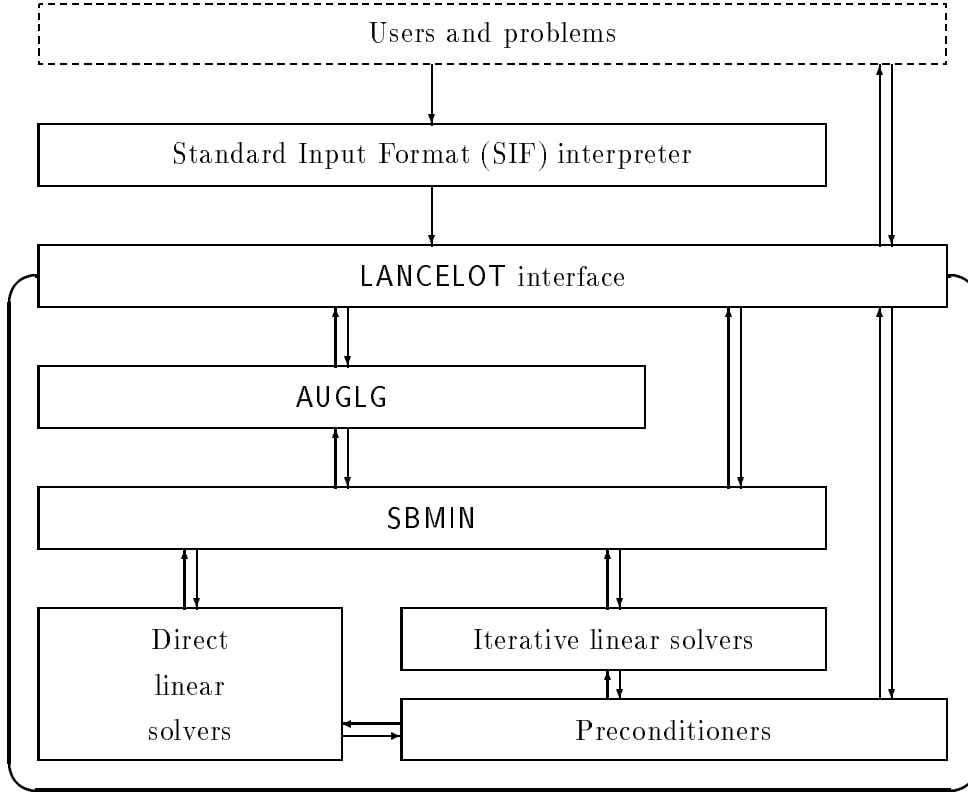 Users and problems
Standard Input Format (SIF) interpreter
LANCELOT interface
AUGLG
SBMIN
Direct
linear
solvers
Iterative linear solvers
Preconditioners